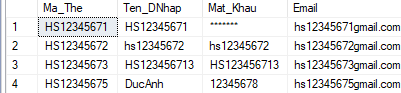 Ma_The Ten_DNhap Mat_Khau Email
1 HS12345671 HS12345671 ******* hs12345671gmail.com
2 HS12345672 hs12345672 hs12345672 hs12345672gmail.com
3 HS12345673 HS123456713 HS123456713 hs12345673gmail.com
4 HS12345675 DucAnh 12345678 hs12345675gmail.com